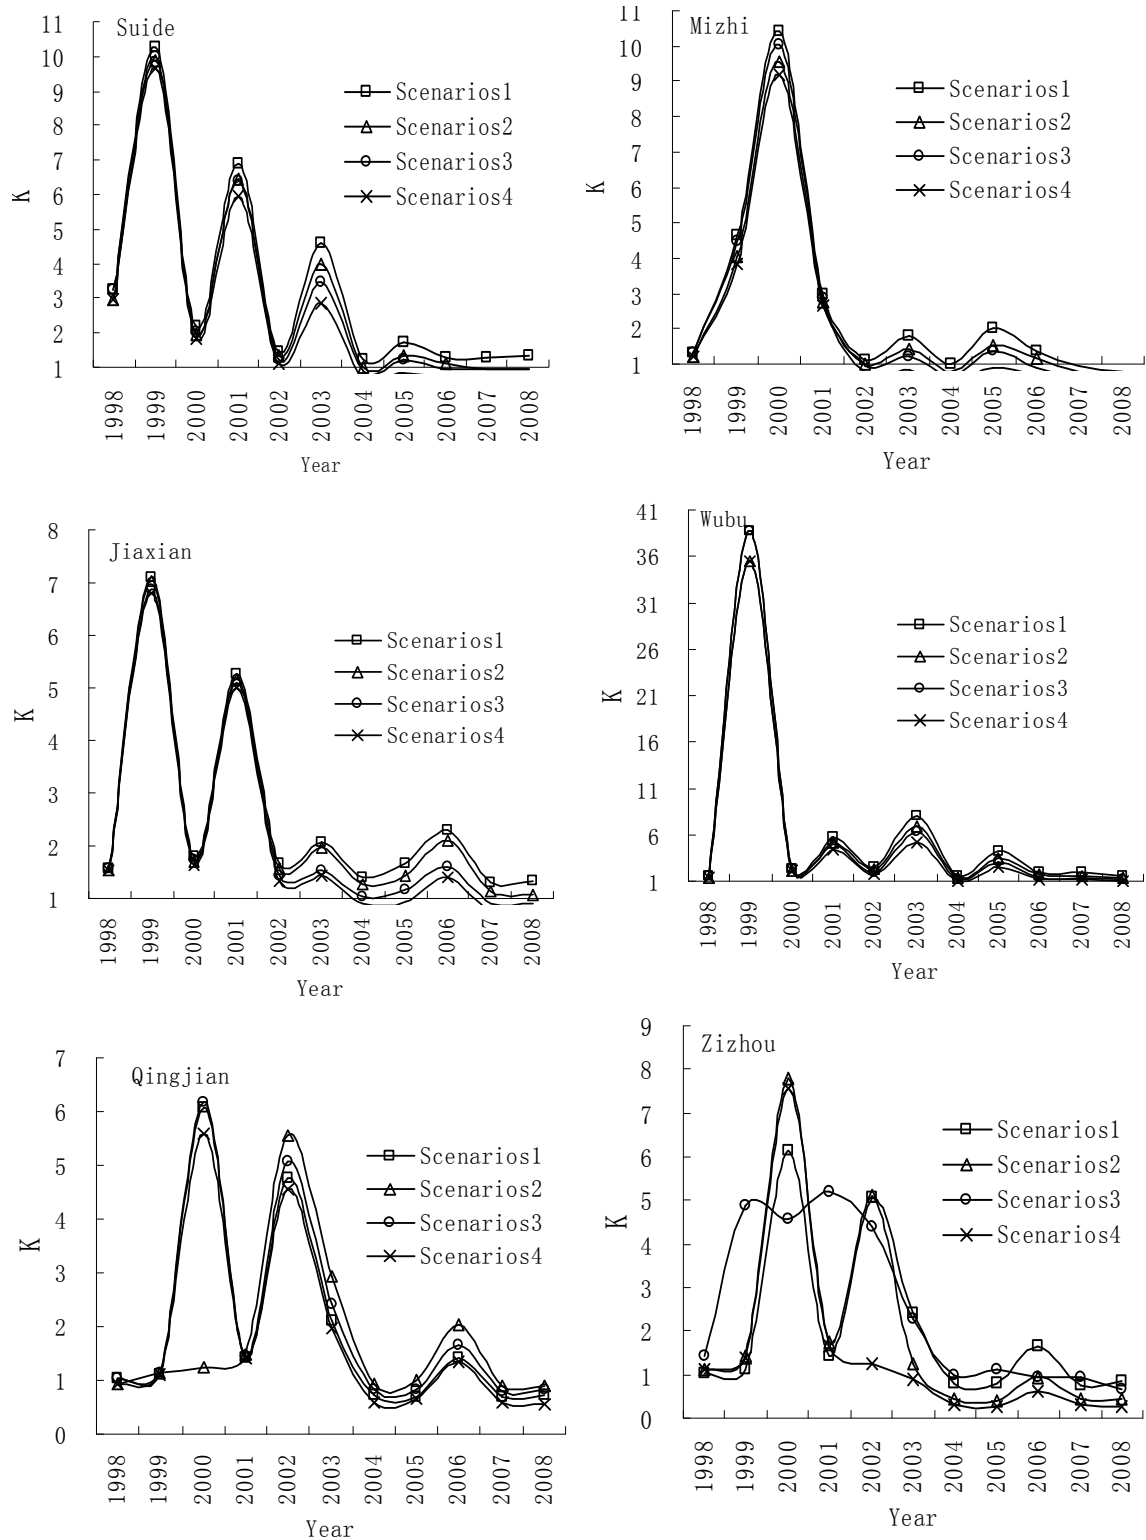 Suide
11
10
9
8
7
6
5
4
3
2
1
K
Scenarios1
Scenarios2
Scenarios3
Scenarios4
1998
1999
2000
2001
2002
2003
2004
2005
2006
2007
2008
Year
Mizhi
11
10
9
8
7
6
5
4
3
2
1
K
Scenarios1
Scenarios2
Scenarios3
Scenarios4
1998
1999
2000
2001
2002
2003
2004
2005
2006
2007
2008
Year
Jiaxian
8
7
6
5
4
3
2
1
K
Scenarios1
Scenarios2
Scenarios3
Scenarios4
1998
1999
2000
2001
2002
2003
2004
2005
2006
2007
2008
Year
Wubu
41
36
31
26
21
16
11
6
1
K
Scenarios1
Scenarios2
Scenarios3
Scenarios4
1998
1999
2000
2001
2002
2003
2004
2005
2006
2007
2008
Year
Qingjian
7
6
5
4
3
2
1
0
K
Scenarios1
Scenarios2
Scenarios3
Scenarios4
1998
1999
2000
2001
2002
2003
2004
2005
2006
2007
2008
Year
Zizhou
9
8
7
6
5
4
3
2
1
0
K
Scenarios1
Scenarios2
Scenarios3
Scenarios4
1998
1999
2000
2001
2002
2003
2004
2005
2006
2007
2008
Year